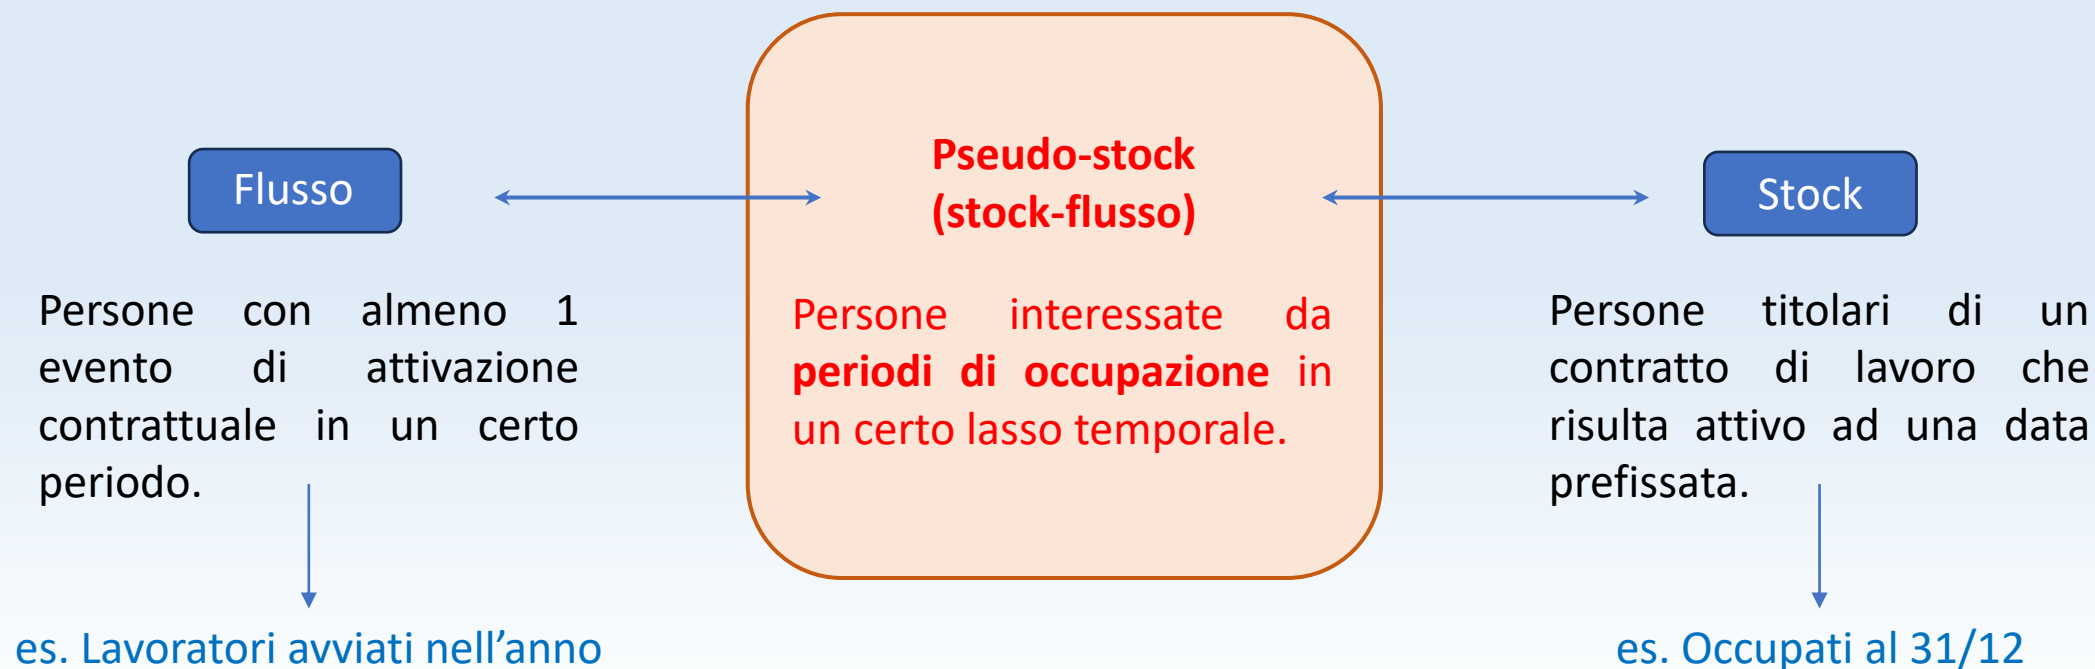 Flusso
Persone con almeno 1
evento di attivazione
contrattuale in un certo
periodo.
es. Lavoratori avviati nell’anno
Pseudo-stock
(stock-flusso)
Persone interessate da
periodi di occupazione in
un certo lasso temporale.
Stock
Persone titolari di un
contratto di lavoro che
risulta attivo ad una data
prefissata.
es. Occupati al 31/12